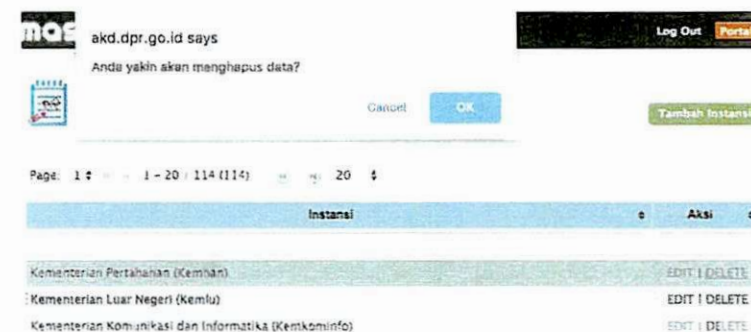 mas
akd.dpr.go.id says
Log Out Portal
Anda yakin akan menghapus data?
Cancel OK
Tambah Instansi
Page: 1 1 - 20 / 114 (114) 20
Instansi Aksi
Kementerian Pertahanan (Kemhan) EDIT | DELETE
Kementerian Luar Negeri (Kemlu) EDIT | DELETE
Kementerian Komunikasi dan Informatika (Kemkominfo) EDIT | DELETE